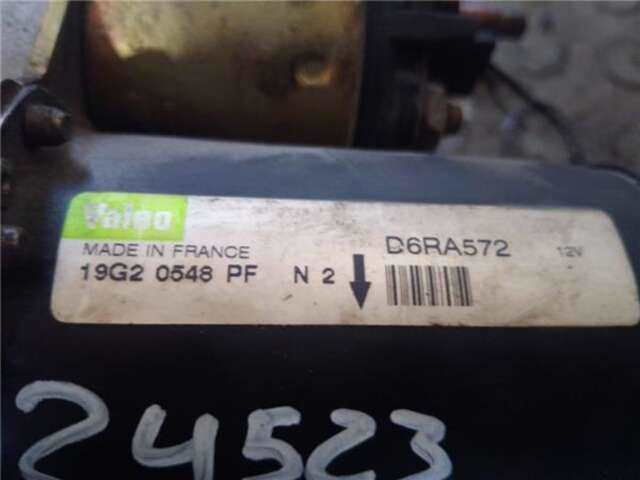 Valeo
MADE IN FRANCE
19G2 0548 PF N 2
D6RA572 12V
24523